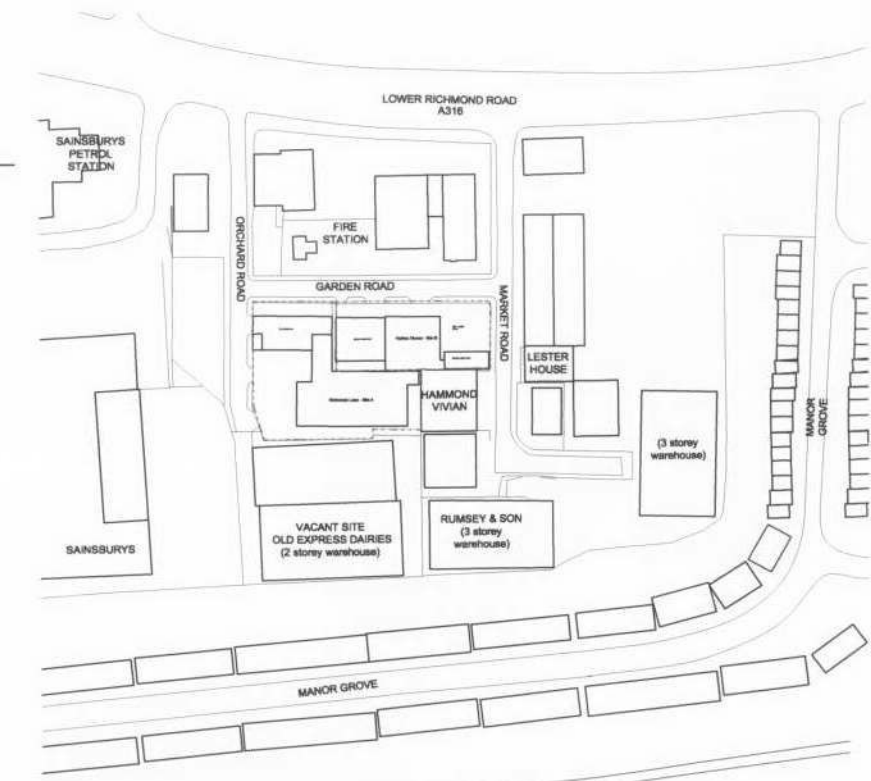 LOWER RICHMOND ROAD
A316
SAINSBURYS
PETROL
STATION
ORCHARD ROAD
FIRE
STATION
GARDEN ROAD
MARKET ROAD
LESTER
HOUSE
HAMMOND
VIVIAN
MANOR
GROVE
(3 storey
warehouse)
VACANT SITE
OLD EXPRESS DAIRIES
(2 storey warehouse)
RUMSEY & SON
(3 storey
warehouse)
SAINSBURYS
MANOR GROVE